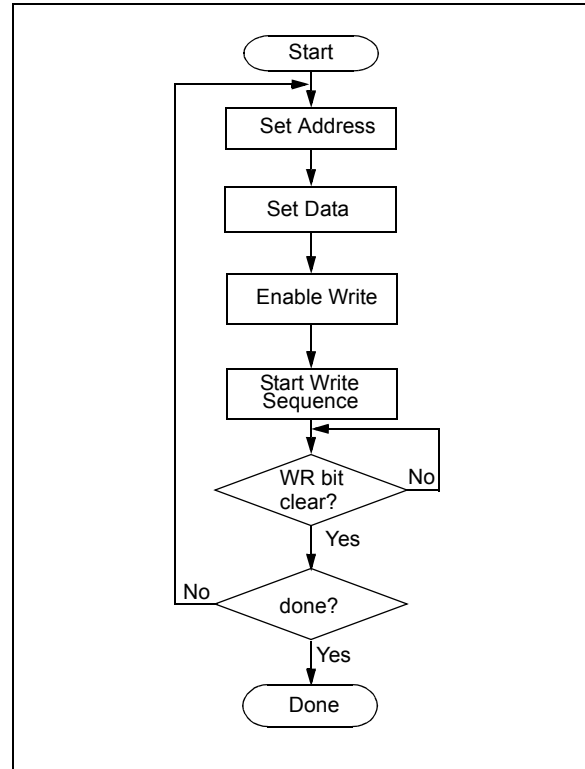 Start
Set Address
Set Data
Enable Write
Start Write
Sequence
WR bit
clear?
No
Yes
No
done?
Yes
Done